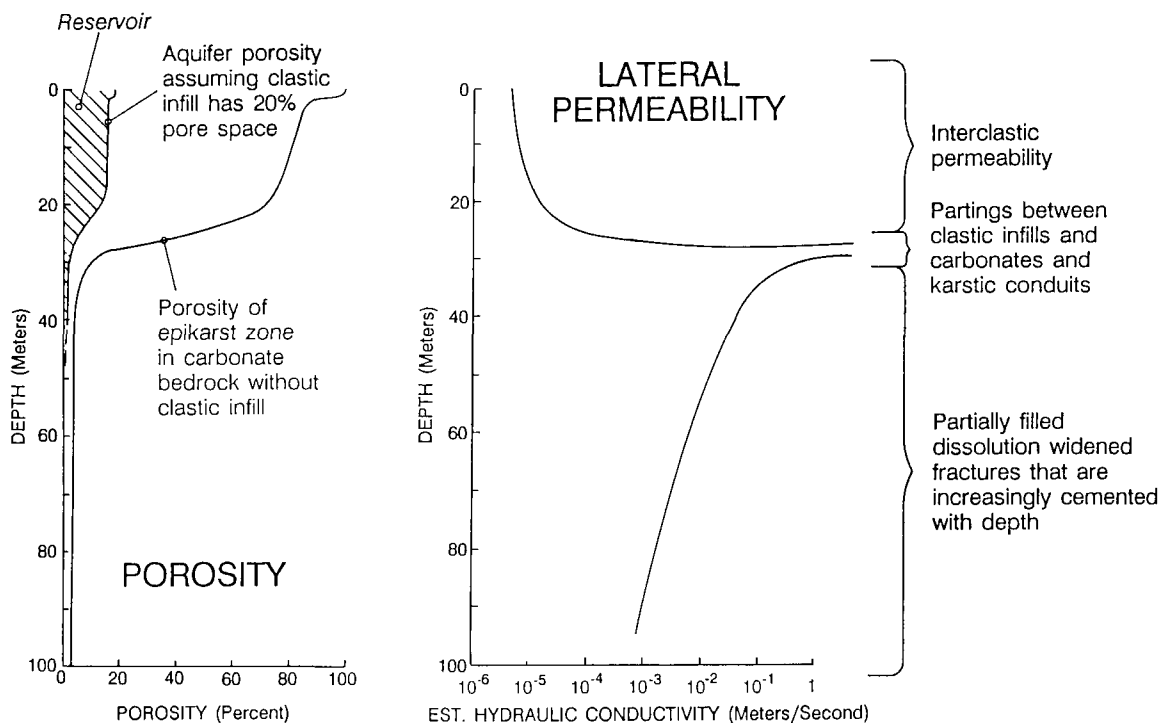 Reservoir
Aquifer porosity
assuming clastic
infill has 20%
pore space
0
20
40
60
80
100
DEPTH (Meters)
Porosity of
epikarst zone
in carbonate
bedrock without
clastic infill
POROSITY
0 20 40 60 80 100
POROSITY (Percent)
LATERAL
PERMEABILITY
0
20
40
60
80
100
DEPTH (Meters)
10⁻⁶ 10⁻⁵ 10⁻⁴ 10⁻³ 10⁻² 10⁻¹ 1
EST. HYDRAULIC CONDUCTIVITY (Meters/Second)
Interclastic
permeability
Partings between
clastic infills and
carbonates and
karstic conduits
Partially filled
dissolution widened
fractures that are
increasingly cemented
with depth